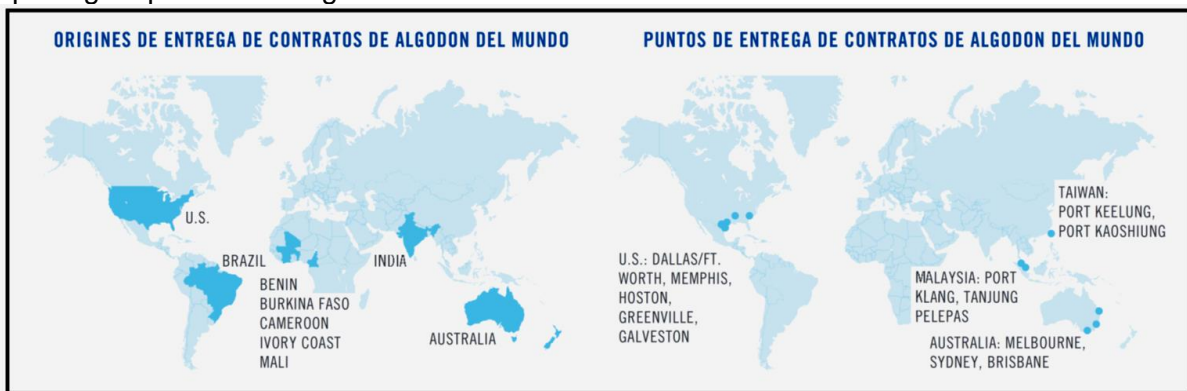 ORIGINES DE ENTREGA DE CONTRATOS DE ALGODON DEL MUNDO
U.S.
BRAZIL
BENIN
BURKINA FASO
CAMEROON
IVORY COAST
MALI
INDIA
AUSTRALIA
PUNTOS DE ENTREGA DE CONTRATOS DE ALGODON DEL MUNDO
U.S.: DALLAS/FT.
WORTH, MEMPHIS,
HOSTON,
GREENVILLE,
GALVESTON
TAIWAN:
PORT KEELUNG,
PORT KAOSHIUNG
MALAYSIA: PORT
KLANG, TANJUNG
PELEPAS
AUSTRALIA: MELBOURNE,
SYDNEY, BRISBANE